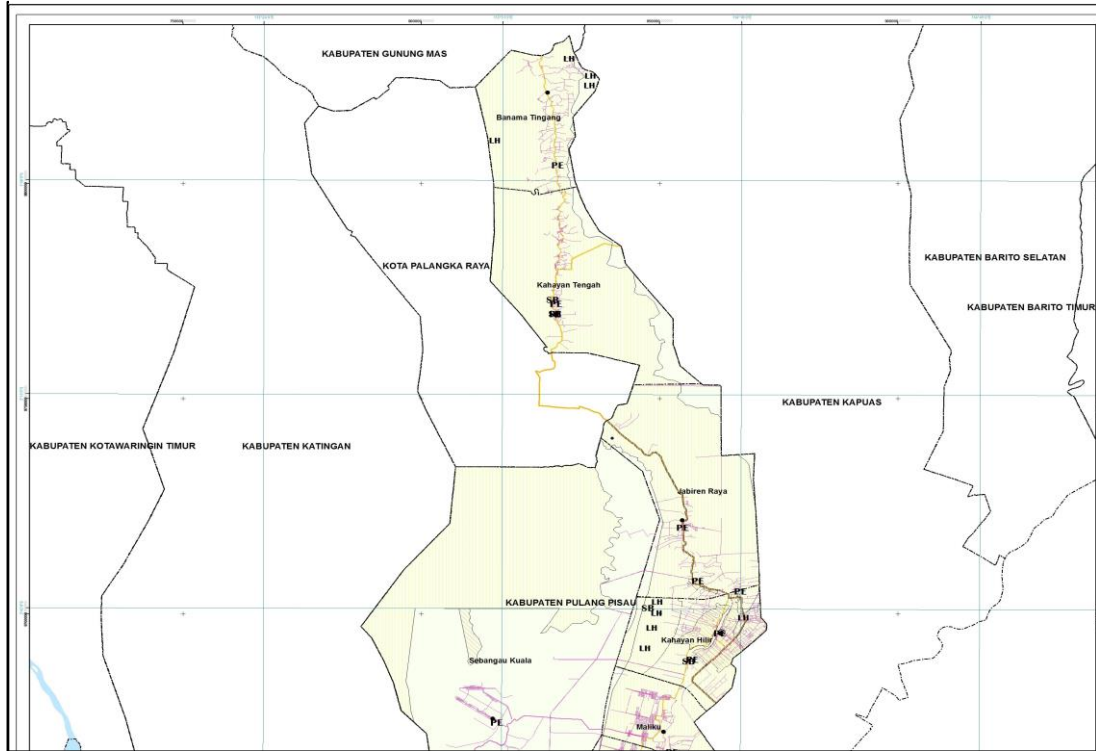 KABUPATEN GUNUNG MAS
LH
LH
LH
Banama Tingang
LH
PE
KOTA PALANGKA RAYA
KABUPATEN BARITO SELATAN
Kahayan Tengah
SB
PE
KABUPATEN BARITO TIMUR
KABUPATEN KAPUAS
KABUPATEN KOTAWARINGIN TIMUR
KABUPATEN KATINGAN
Jabiren Raya
PE
PE
PE
KABUPATEN PULANG PISAU
LH
SB
LH
LH
LH
PE
Kahayan Hilir
LH
Sebangau Kuala
PE
Maliku